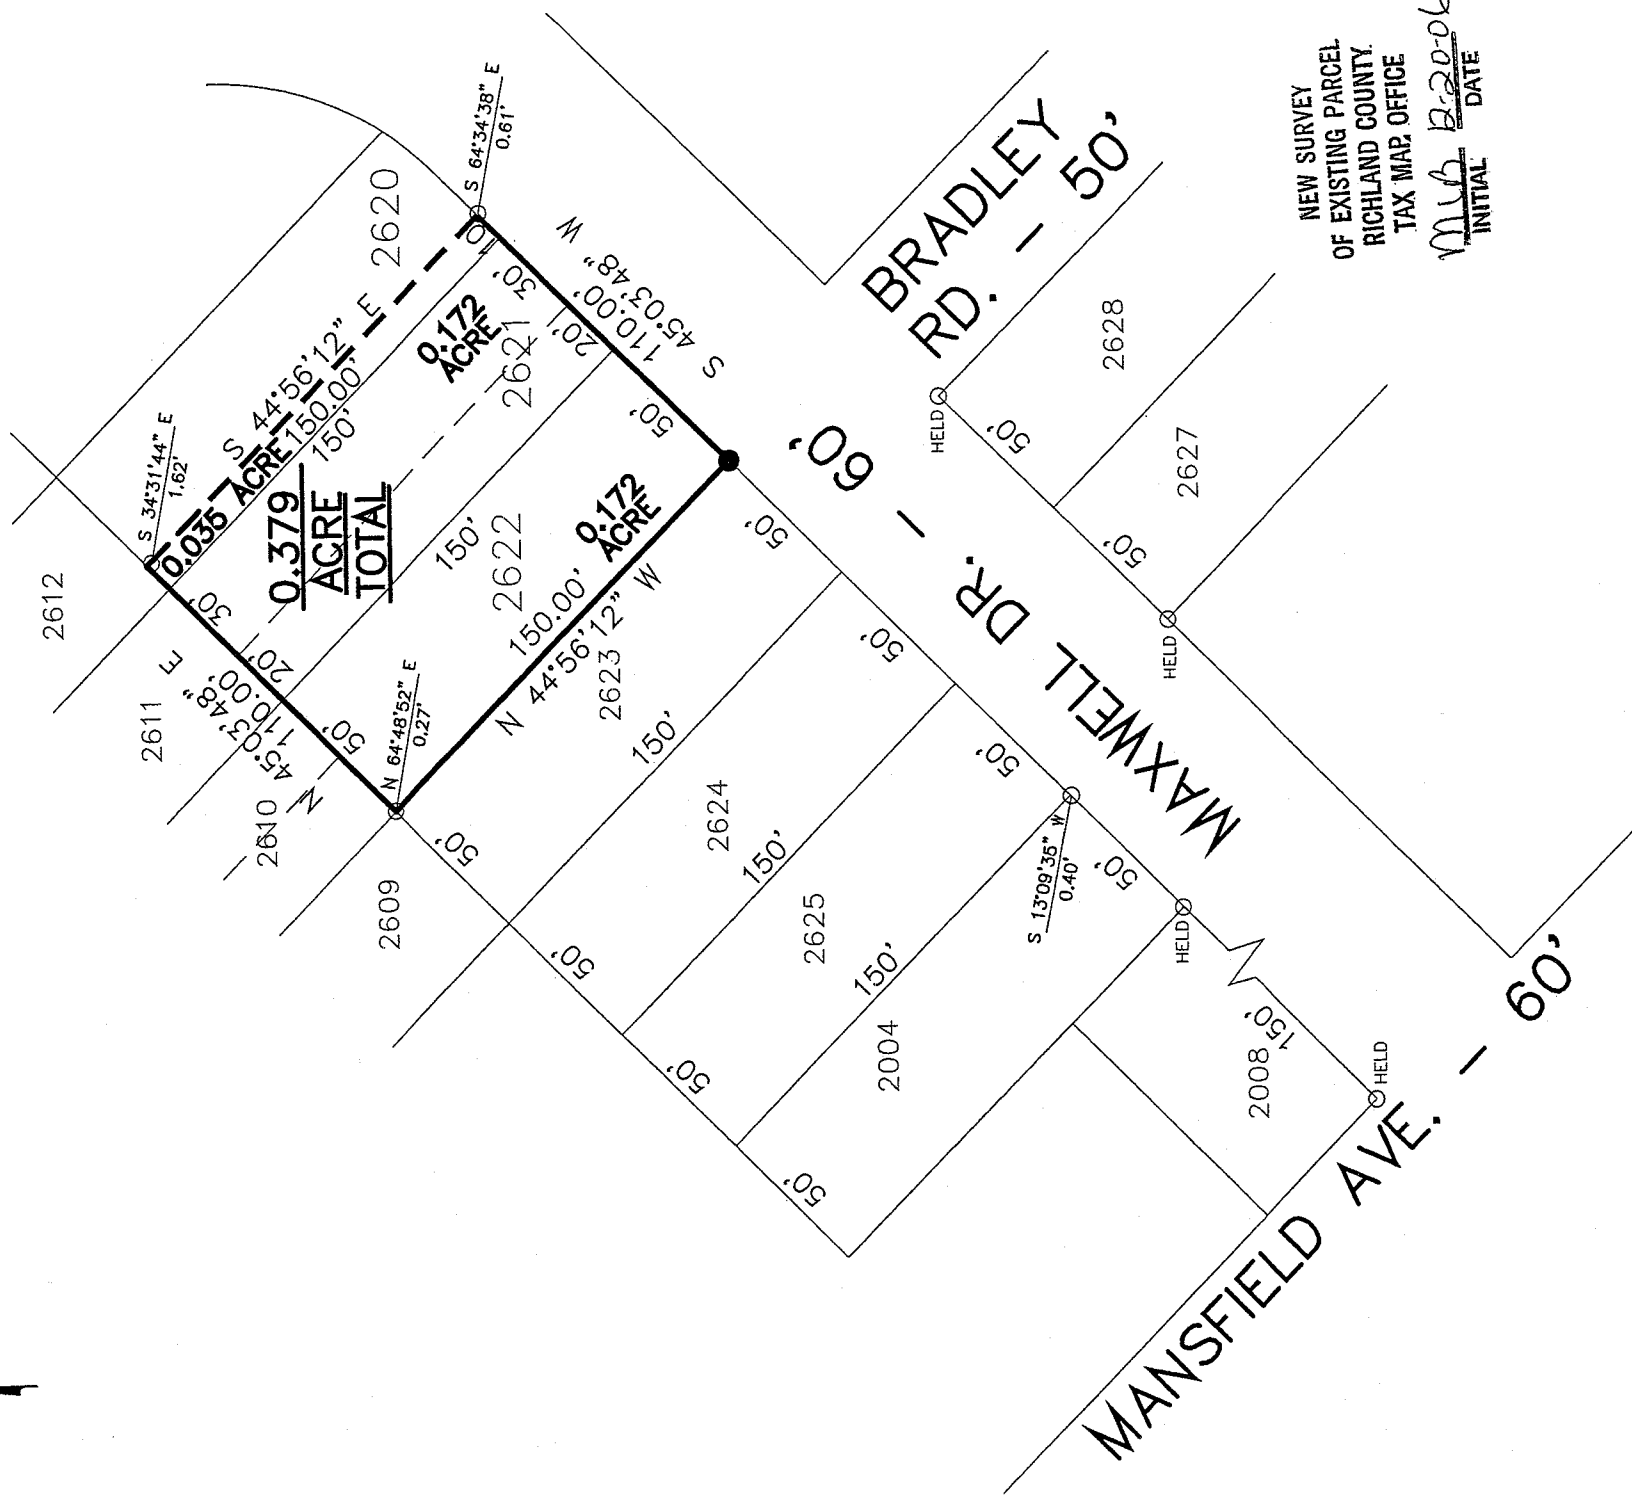 NEW SURVEY
OF EXISTING PARCEL
RICHLAND COUNTY
TAX MAP OFFICE
INITIAL
DATE
S 64°34'38" E
0.61'
2620
10'
30'
20'
50'
110.00'
S 45°03'48" W
S 44°56'12" E
150.00'
150'
0.035 ACRE
0.172
ACRE
2621
0.379
ACRE
TOTAL
S 34°31'44" E
1.62'
2612
2611
2610
2609
30'
20'
50'
110.00'
N 45°03'48" E
150'
2622
0.172
ACRE
150.00'
N 44°56'12" W
N 64°48'52" E
0.27'
2623
150'
50'
50'
2624
150'
50'
50'
2625
150'
50'
50'
S 13°09'35" W
0.40'
2004
50'
50'
HELD
2008
150'
HELD
BRADLEY
RD. - 50'
MAXWELL DR. - 60'
MANSFIELD AVE. - 60'
HELD
50'
2628
50'
2627
HELD